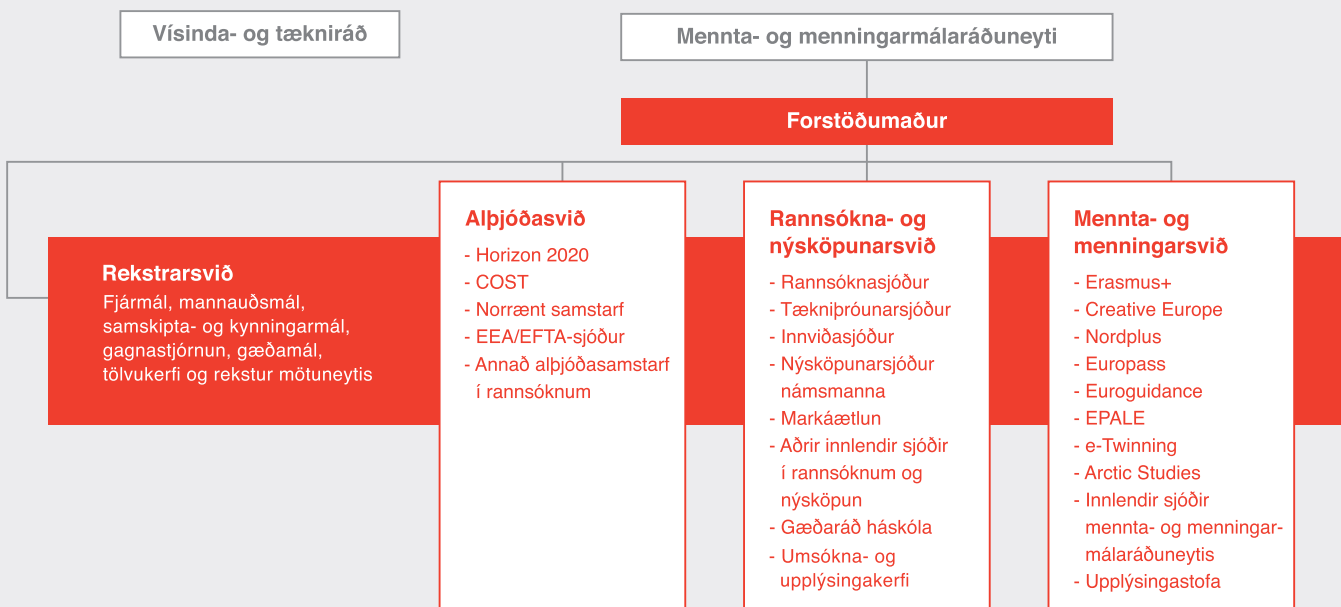 Vísinda- og tækniráð
Mennta- og menningarmálaráðuneyti
Forstöðumaður
Rekstrarsvið
Fjármál, mannauðsmál,
samskipta- og kynningarmál,
gagnastjórnun, gæðamál,
tölvukerfi og rekstur mötuneytis
Alþjóðasvið
- Horizon 2020
- COST
- Norrænt samstarf
- EEA/EFTA-sjóður
- Annað alþjóðasamstarf
í rannsóknum
Rannsókna- og
nýsköpunarsvið
- Rannsóknasjóður
- Tækniþróunarsjóður
- Innviðasjóður
- Nýsköpunarsjóður
námsmanna
- Markáætlun
- Aðrir innlendir sjóðir
í rannsóknum og
nýsköpun
- Gæðaráð háskóla
- Umsókna- og
upplýsingakerfi
Mennta- og
menningarsvið
- Erasmus+
- Creative Europe
- Nordplus
- Europass
- Euroguidance
- EPALE
- e-Twinning
- Arctic Studies
- Innlendir sjóðir
mennta- og menningar-
málaráðuneytis
- Upplýsingastofa